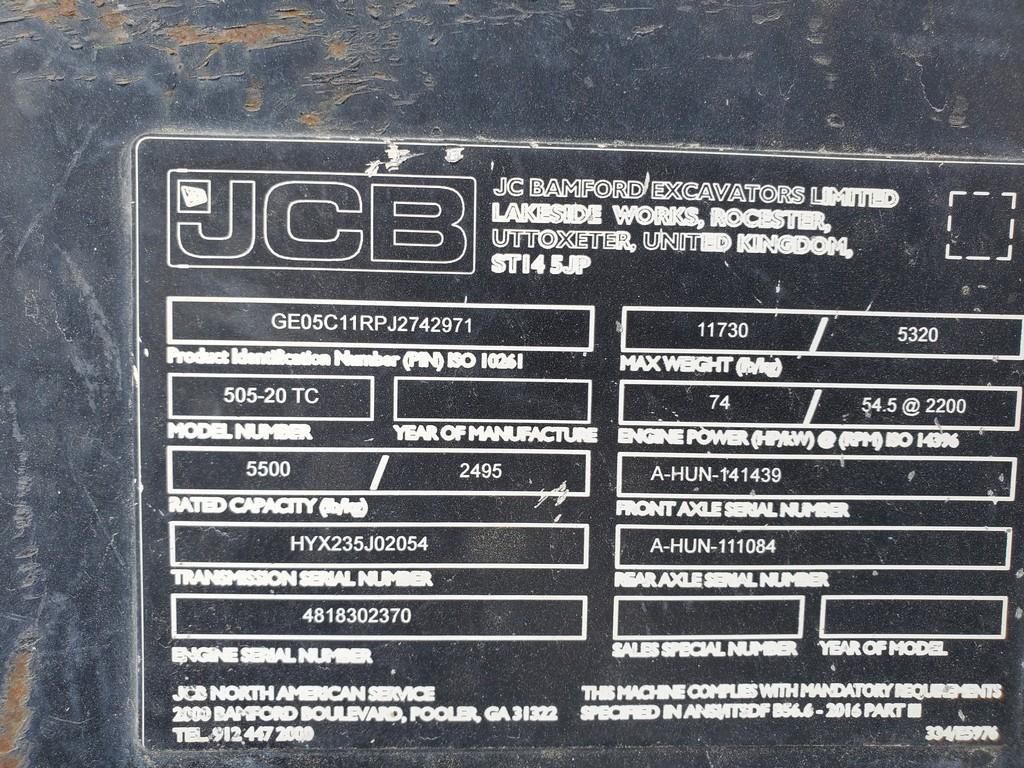 JCB
JC BAMFORD EXCAVATORS LIMITED
LAKESIDE WORKS, ROCESTER,
UTTOXETER, UNITED KINGDOM,
ST14 5JP
GE05C11RPJ2742971
Product Identification Number (PIN) ISO 10261
11730 / 5320
MAX WEIGHT (lb/kg)
505-20 TC
MODEL NUMBER
YEAR OF MANUFACTURE
74 / 54.5 @ 2200
ENGINE POWER (HP/kW) @ (RPM) ISO 14396
5500 / 2495
RATED CAPACITY (lb/kg)
A-HUN-141439
FRONT AXLE SERIAL NUMBER
HYX235J02054
TRANSMISSION SERIAL NUMBER
A-HUN-111084
REAR AXLE SERIAL NUMBER
4818302370
ENGINE SERIAL NUMBER
SALES SPECIAL NUMBER
YEAR OF MODEL
JCB NORTH AMERICAN SERVICE
2000 BAMFORD BOULEVARD, POOLER, GA 31322
TEL. 912 447 2000
THIS MACHINE COMPLIES WITH MANDATORY REQUIREMENTS
SPECIFIED IN ANSI/ITSDF B56.6 - 2016 PART III
334/E5976